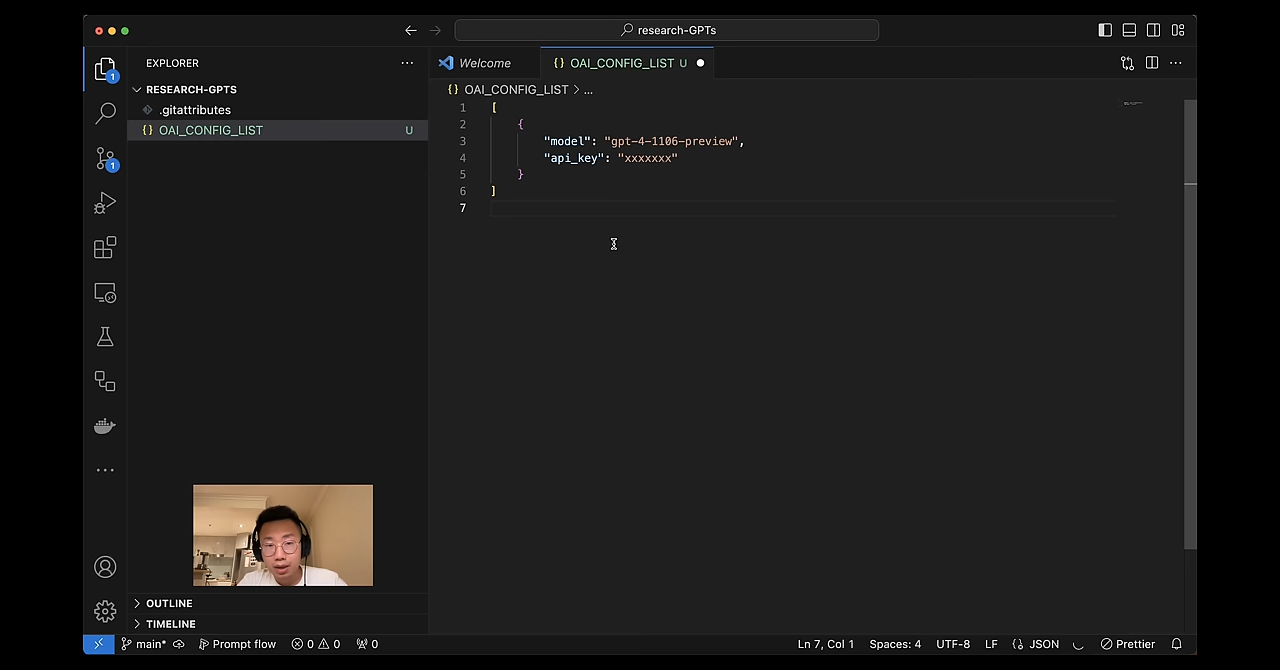 research-GPTs
EXPLORER
Welcome
{} OAI_CONFIG_LIST U
1
RESEARCH-GPTS
{} OAI_CONFIG_LIST > ...
.gitattributes
{} OAI_CONFIG_LIST U
1
1 [
2 {
3 "model": "gpt-4-1106-preview",
4 "api_key": "xxxxxxx"
5 }
6 ]
7
OUTLINE
TIMELINE
main* Prompt flow 0 0 0 Ln 7, Col 1 Spaces: 4 UTF-8 LF {} JSON Prettier